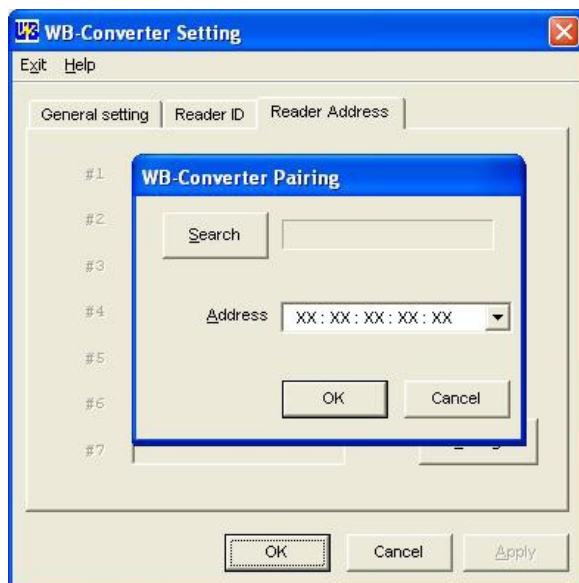 WB-Converter Setting
Exit Help
General setting Reader ID Reader Address
#1
WB-Converter Pairing
#2
Search
#3
#4
Address XX : XX : XX : XX : XX
#5
#6
OK Cancel
#7
OK Cancel Apply